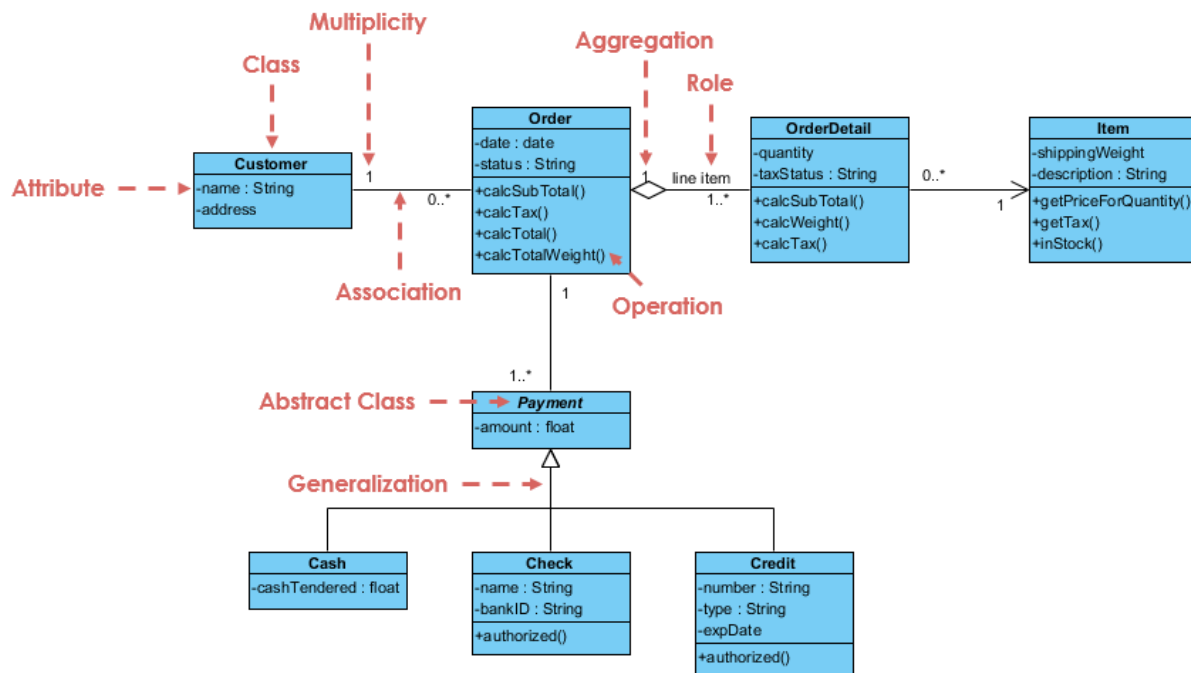 Multiplicity
Aggregation
Class
Role
Order
-date : date
-status : String
+calcSubTotal()
+calcTax()
+calcTotal()
+calcTotalWeight()
OrderDetail
-quantity
-taxStatus : String
+calcSubTotal()
+calcWeight()
+calcTax()
Item
-shippingWeight
-description : String
+getPriceForQuantity()
+getTax()
+inStock()
Customer
-name : String
-address
Attribute
1
0..*
1
line item
1..*
0..*
1
Association
Operation
1
1..*
Abstract Class
Payment
-amount : float
Generalization
Cash
-cashTendered : float
Check
-name : String
-bankID : String
+authorized()
Credit
-number : String
-type : String
-expDate
+authorized()